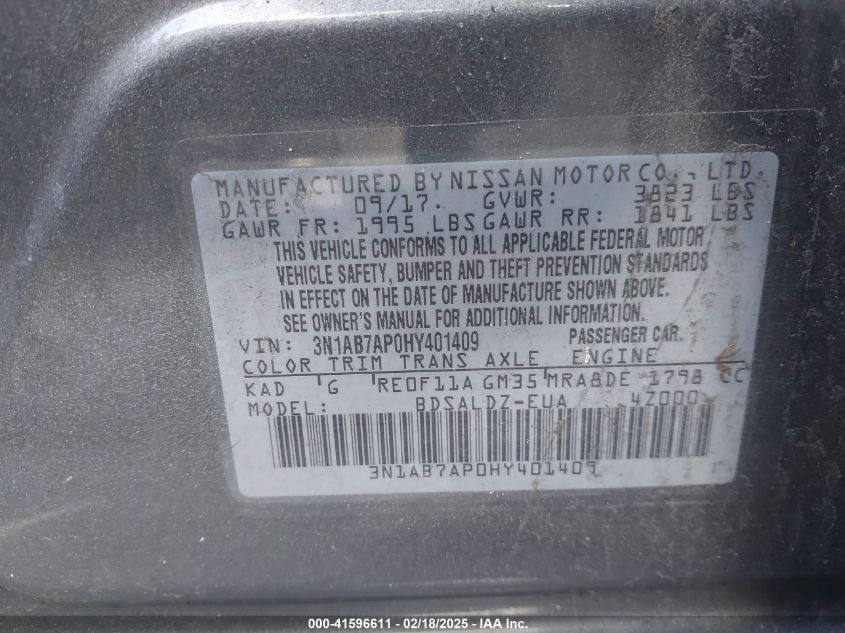 MANUFACTURED BY NISSAN MOTOR CO., LTD.
DATE: 09/17. GVWR: 3823 LBS
GAWR FR: 1995 LBS GAWR RR: 1841 LBS
THIS VEHICLE CONFORMS TO ALL APPLICABLE FEDERAL MOTOR
VEHICLE SAFETY, BUMPER AND THEFT PREVENTION STANDARDS
IN EFFECT ON THE DATE OF MANUFACTURE SHOWN ABOVE.
SEE OWNER'S MANUAL FOR ADDITIONAL INFORMATION.
VIN: 3N1AB7AP0HY401409 PASSENGER CAR.
COLOR TRIM TRANS AXLE ENGINE
KAD G RE0F11A GM35 MRA8DE 1798 CC
MODEL: BDSALDZ-EUA 4Z000
3N1AB7AP0HY401409
000-41596611 - 02/18/2025 - IAA Inc.